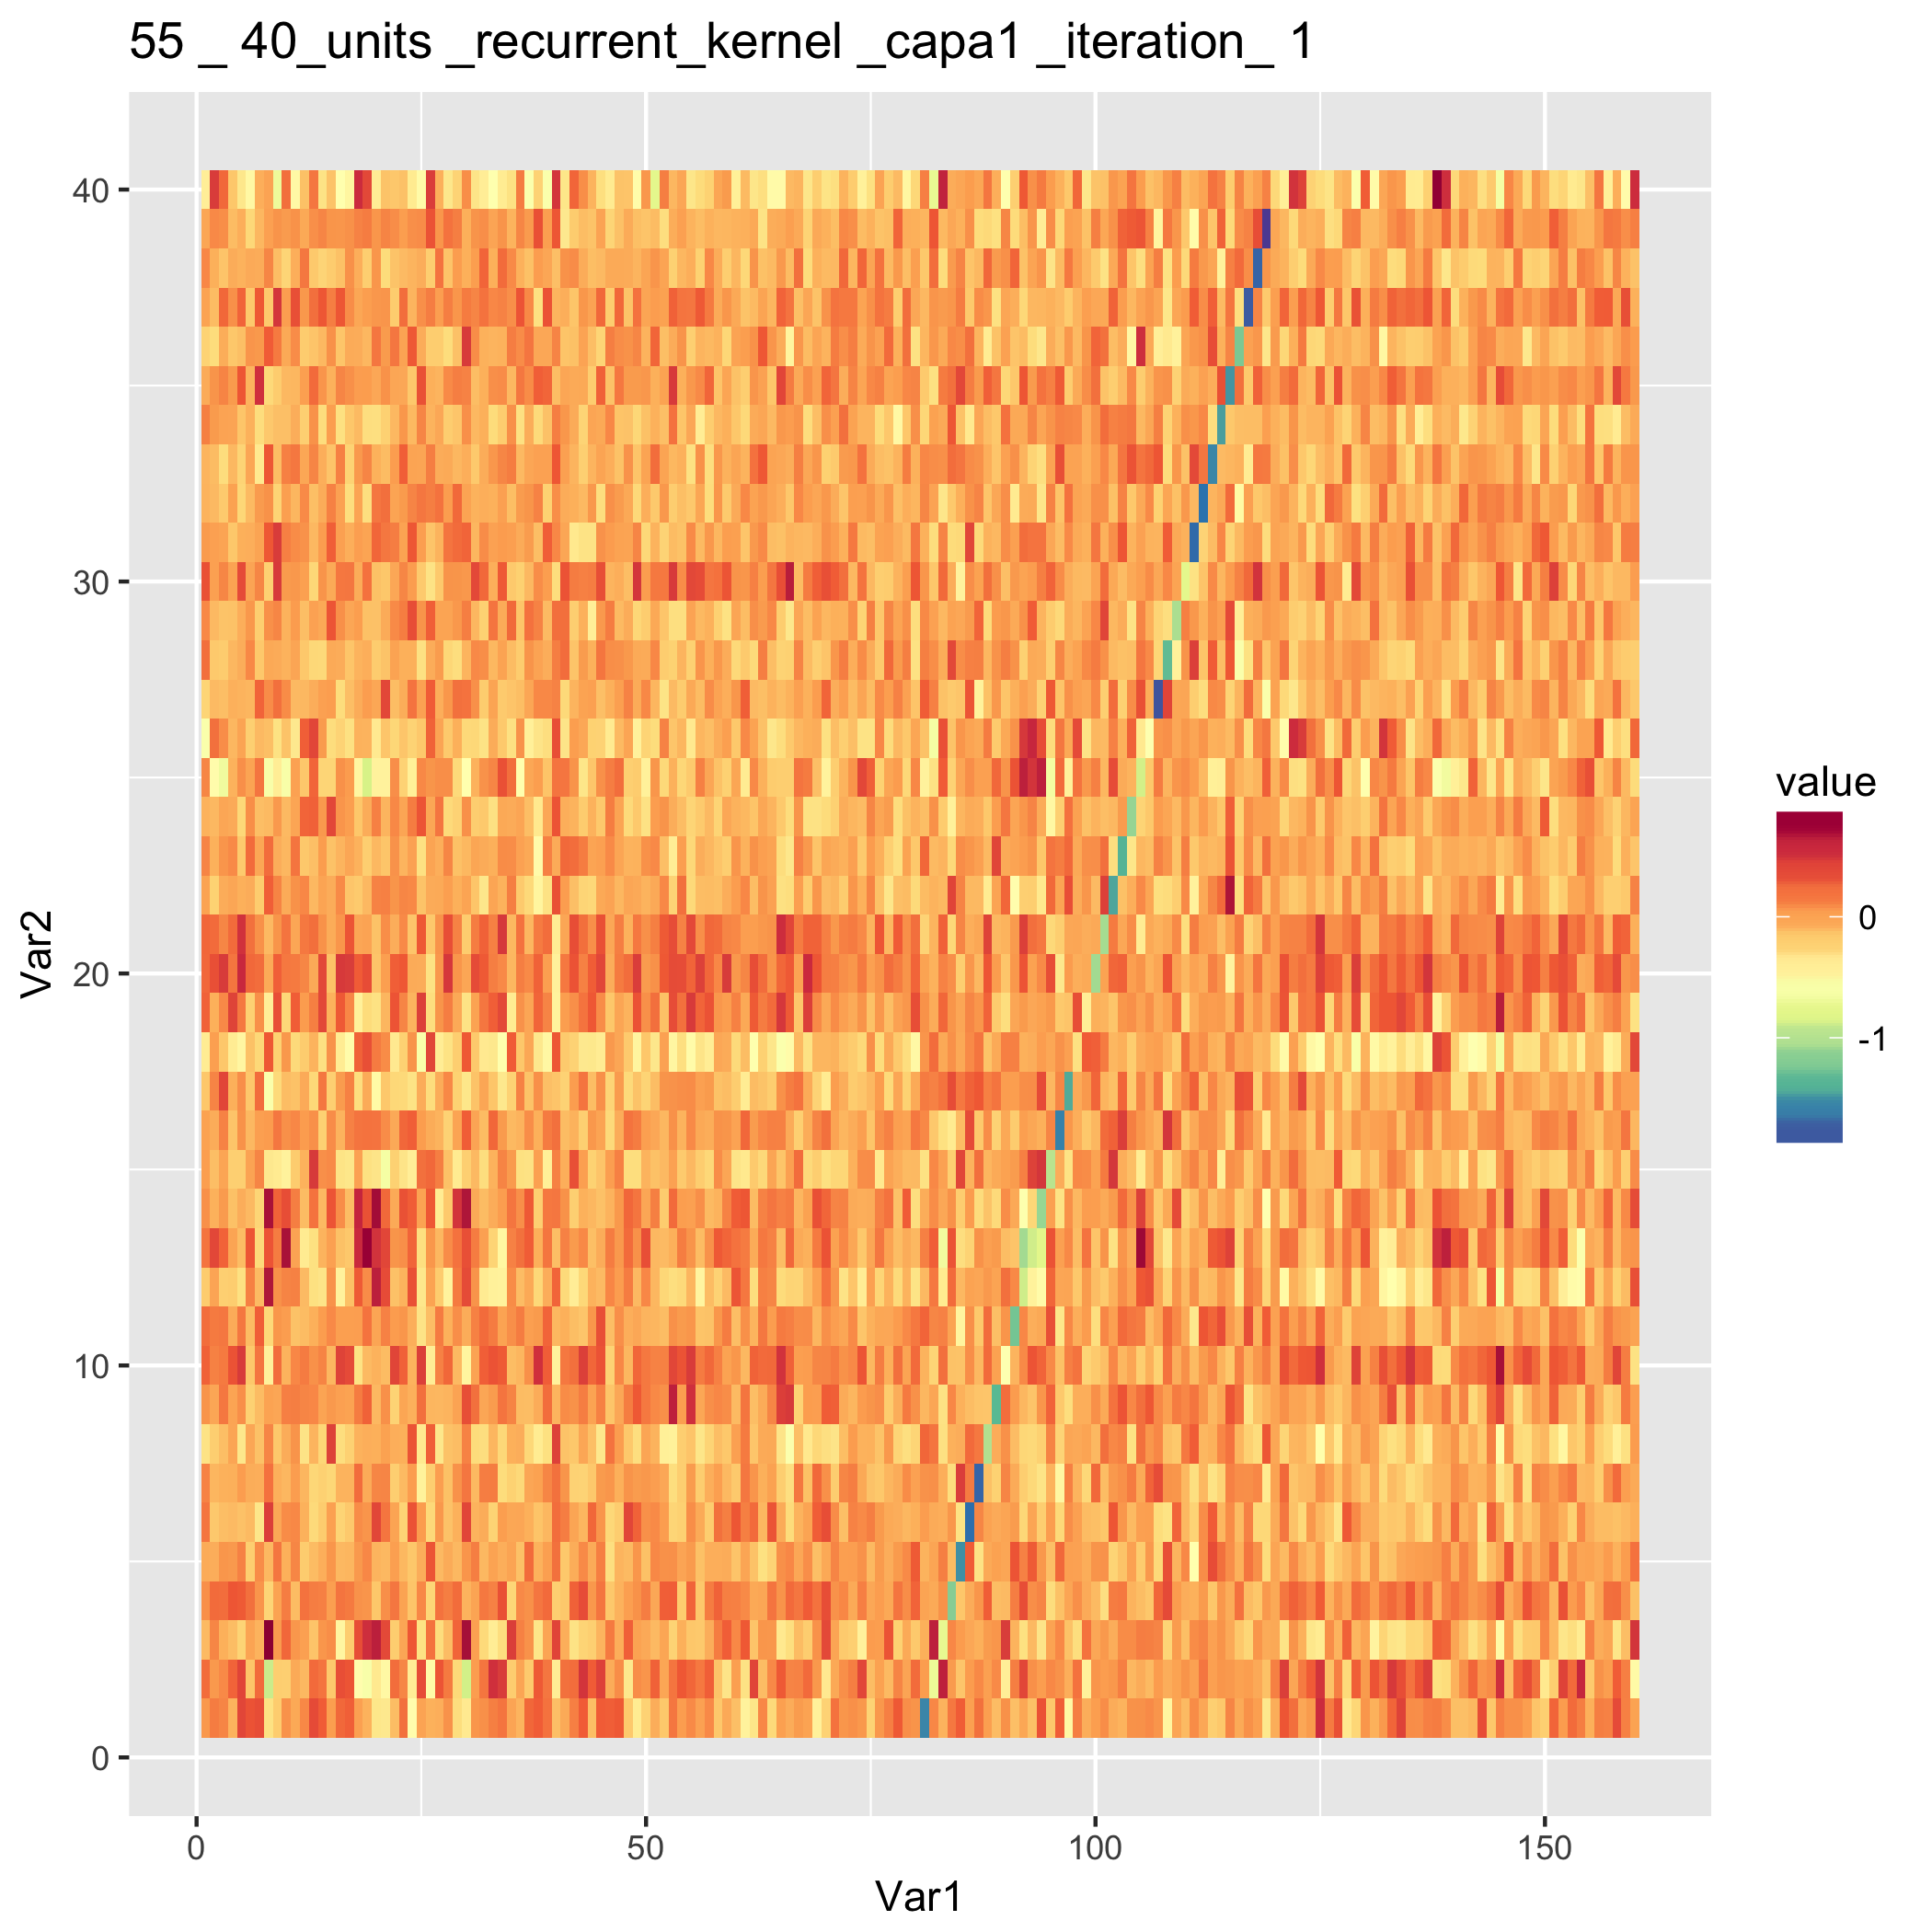 55 _ 40_units _recurrent_kernel _capa1 _iteration_ 1
40
30
20
10
0
Var2
0 50 100 150
Var1
value
0
-1